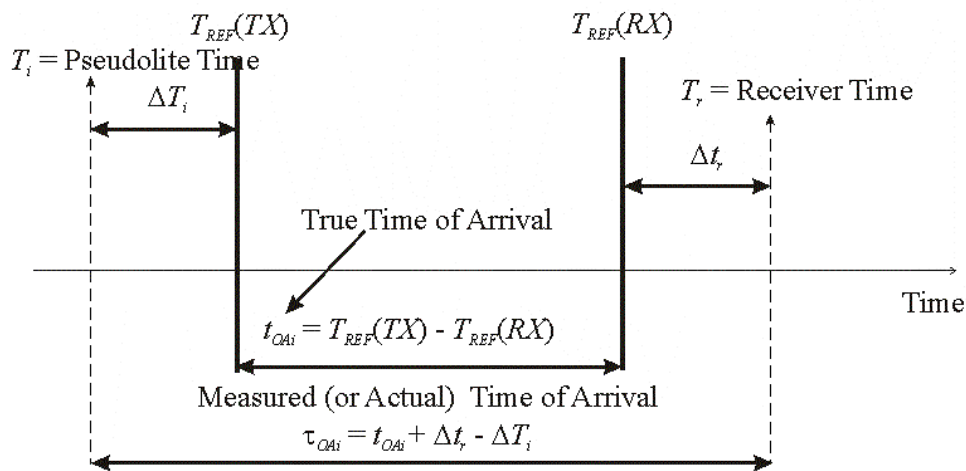 T_REF(TX) T_REF(RX)
T_i = Pseudolite Time
T_r = Receiver Time
ΔT_i
Δt_r
True Time of Arrival
Time
t_OAi = T_REF(TX) - T_REF(RX)
Measured (or Actual) Time of Arrival
τ_OAi = t_OAi + Δt_r - ΔT_i